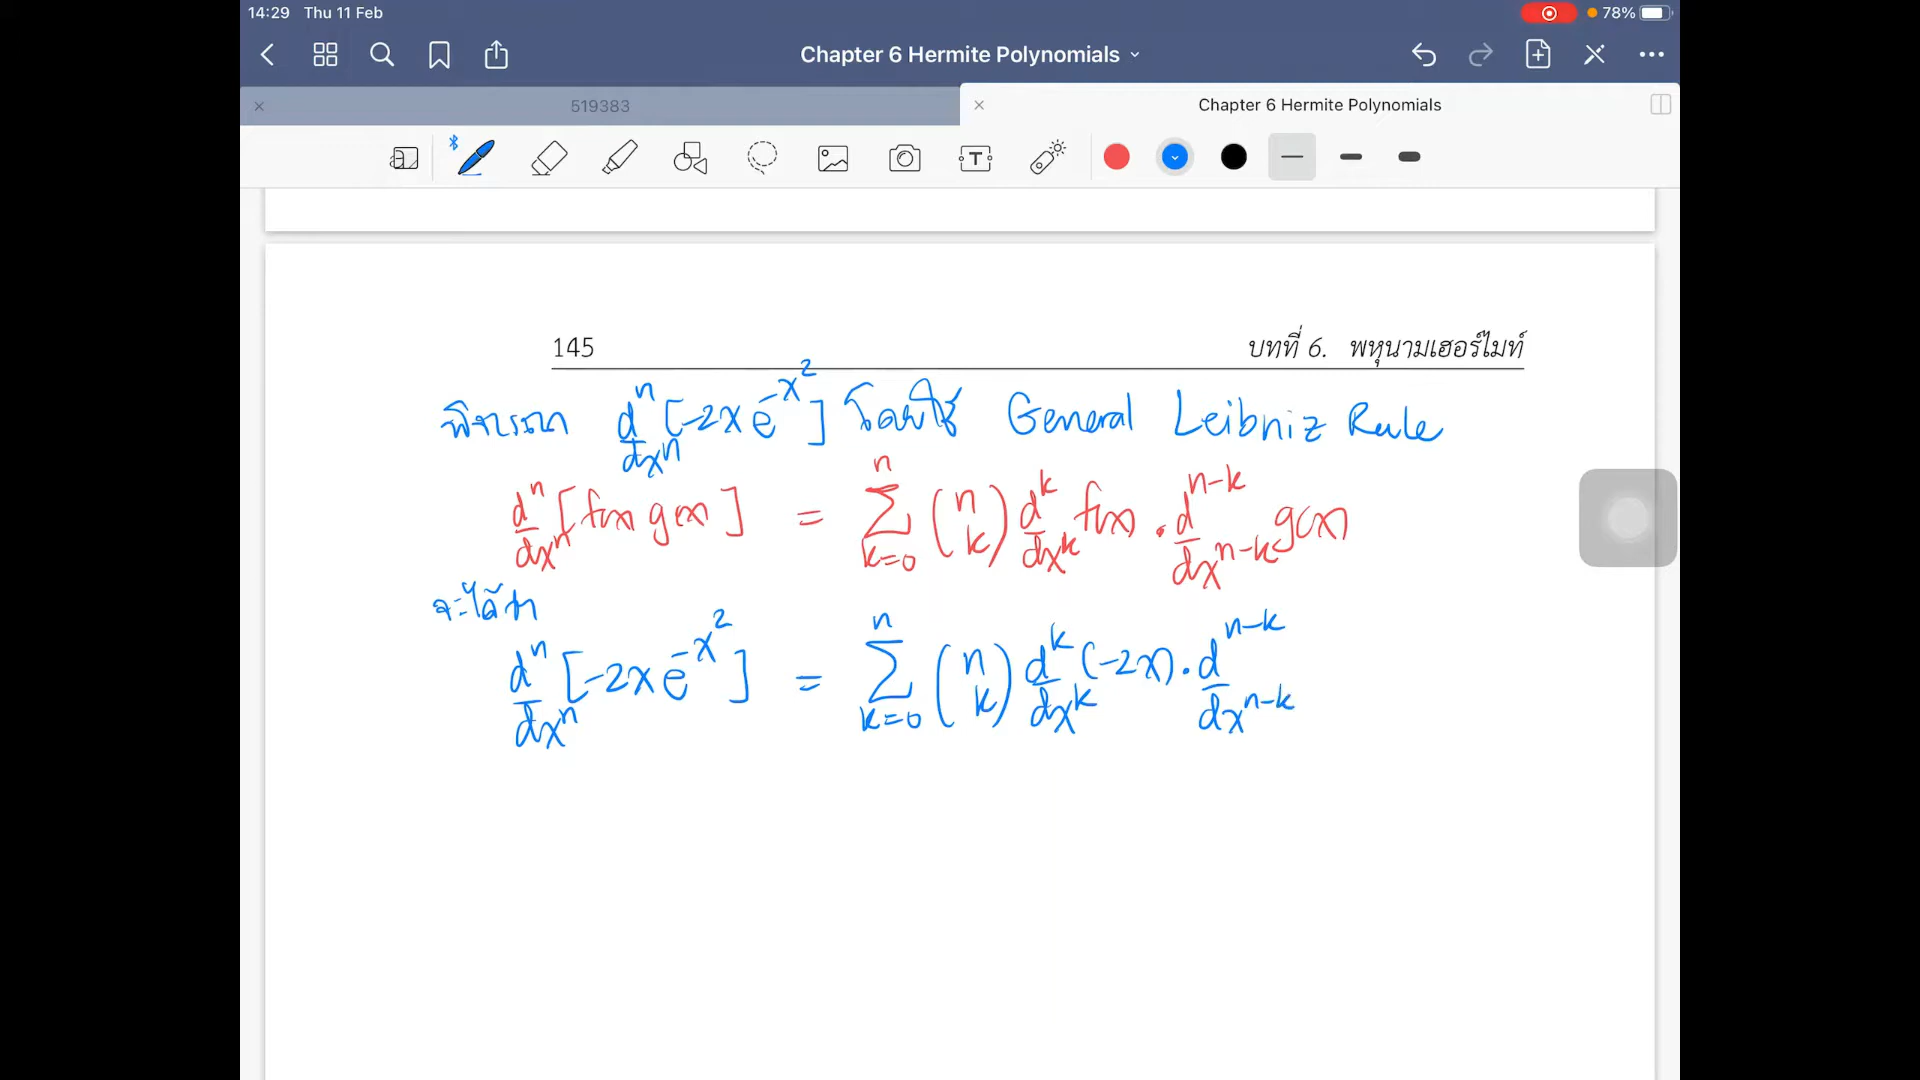 14:29 Thu 11 Feb 78%
Chapter 6 Hermite Polynomials
519383 Chapter 6 Hermite Polynomials
T
145 บทที่ 6. พหุนามเฮอร์ไมท์
พิจารณา d^n/dx^n [-2x e^{-x^2}] โดยใช้ General Leibniz Rule
d^n/dx^n [f(x) g(x)] = Σ_{k=0}^{n} (n k) d^k/dx^k f(x) · d^{n-k}/dx^{n-k} g(x)
จะได้ว่า
d^n/dx^n [-2x e^{-x^2}] = Σ_{k=0}^{n} (n k) d^k/dx^k (-2x) · d^{n-k}/dx^{n-k}